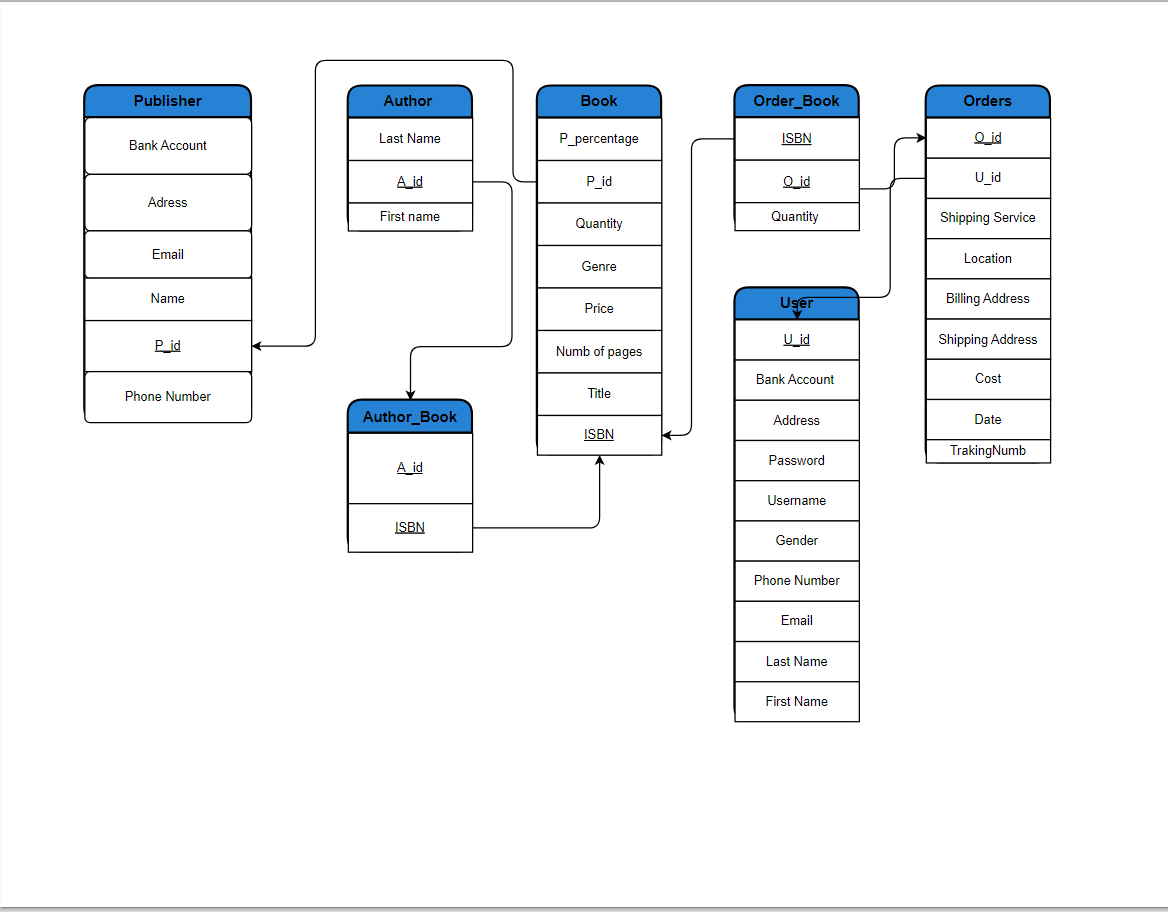 Publisher
Bank Account
Adress
Email
Name
P_id
Phone Number
Author
Last Name
A_id
First name
Author_Book
A_id
ISBN
Book
P_percentage
P_id
Quantity
Genre
Price
Numb of pages
Title
ISBN
Order_Book
ISBN
O_id
Quantity
User
U_id
Bank Account
Address
Password
Username
Gender
Phone Number
Email
Last Name
First Name
Orders
O_id
U_id
Shipping Service
Location
Billing Address
Shipping Address
Cost
Date
TrakingNumb